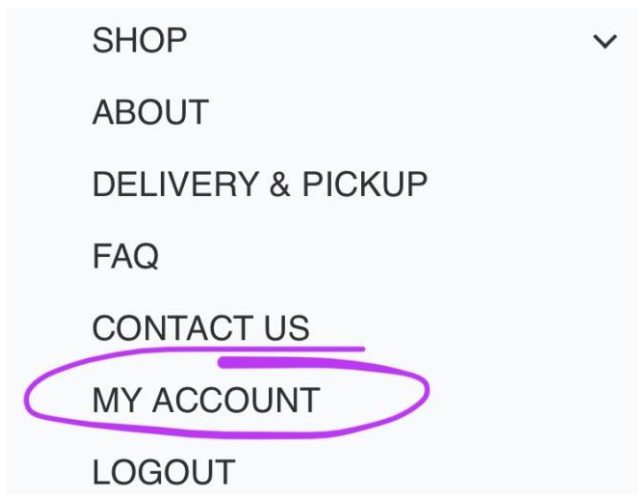 SHOP
ABOUT
DELIVERY & PICKUP
FAQ
CONTACT US
MY ACCOUNT
LOGOUT